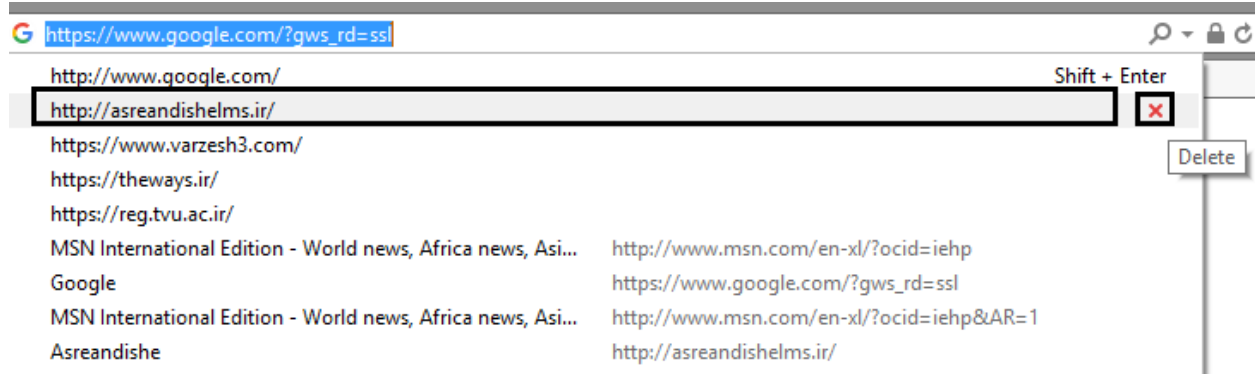 https://www.google.com/?gws_rd=ssl
http://www.google.com/ Shift + Enter
http://asreandishelms.ir/
https://www.varzesh3.com/
Delete
https://theways.ir/
https://reg.tvu.ac.ir/
MSN International Edition - World news, Africa news, Asi... http://www.msn.com/en-xl/?ocid=iehp
Google https://www.google.com/?gws_rd=ssl
MSN International Edition - World news, Africa news, Asi... http://www.msn.com/en-xl/?ocid=iehp&AR=1
Asreandishe http://asreandishelms.ir/